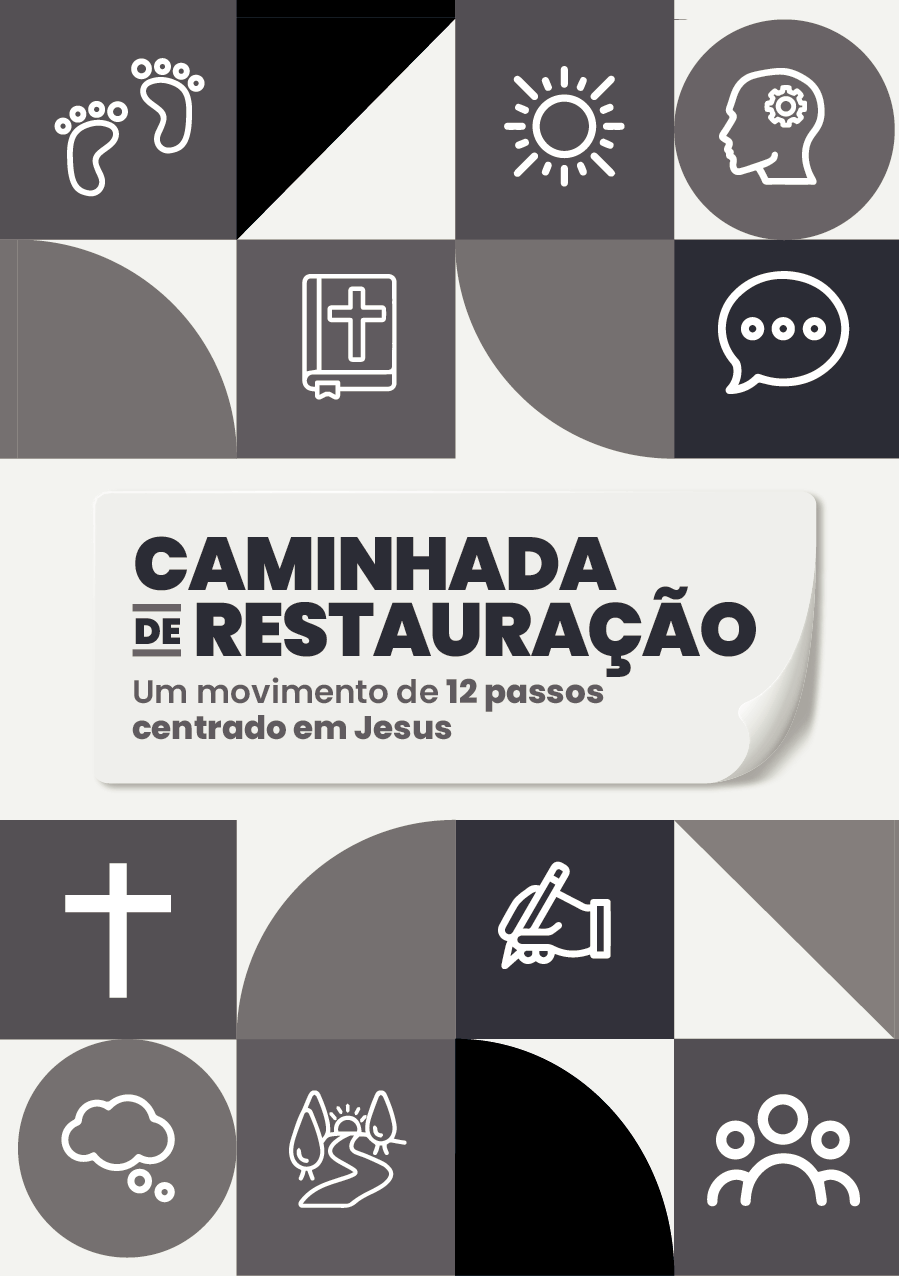 CAMINHADA
DE RESTAURAÇÃO
Um movimento de 12 passos
centrado em Jesus